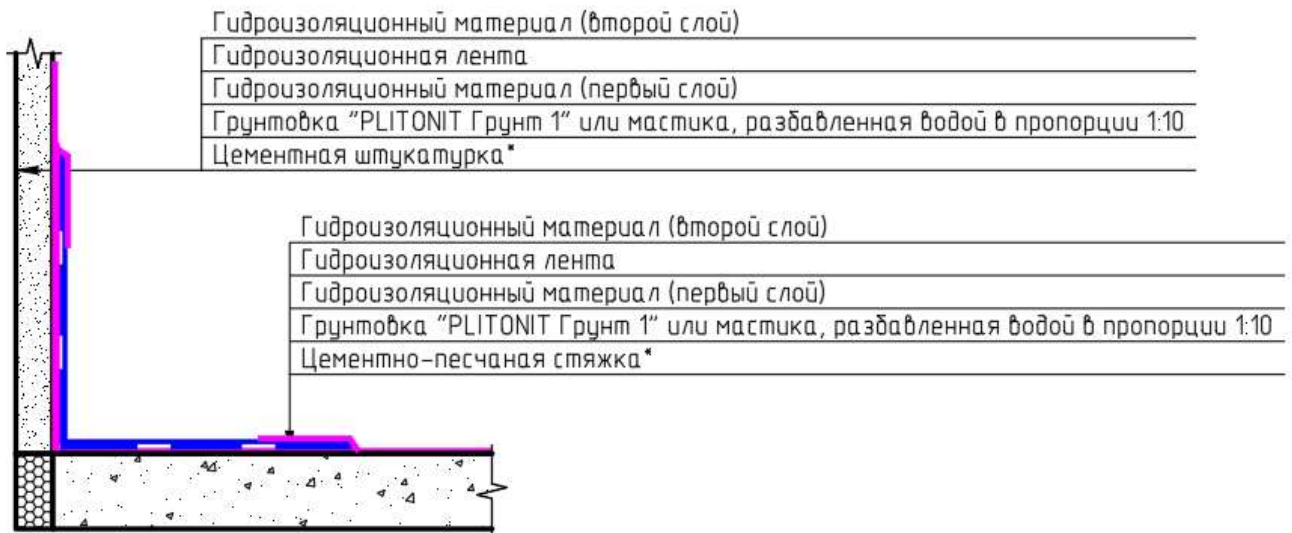 Гидроизоляционный материал (второй слой)
Гидроизоляционная лента
Гидроизоляционный материал (первый слой)
Грунтовка "PLITONIT Грунт 1" или мастика, разбавленная водой в пропорции 1:10
Цементная штукатурка*
Гидроизоляционный материал (второй слой)
Гидроизоляционная лента
Гидроизоляционный материал (первый слой)
Грунтовка "PLITONIT Грунт 1" или мастика, разбавленная водой в пропорции 1:10
Цементно-песчаная стяжка*